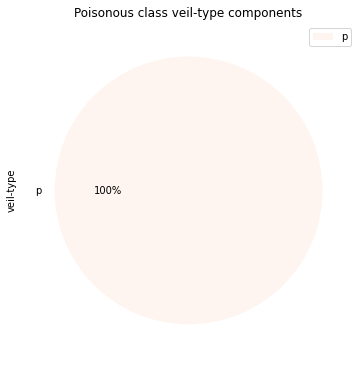 Poisonous class veil-type components
p
veil-type
p
100%